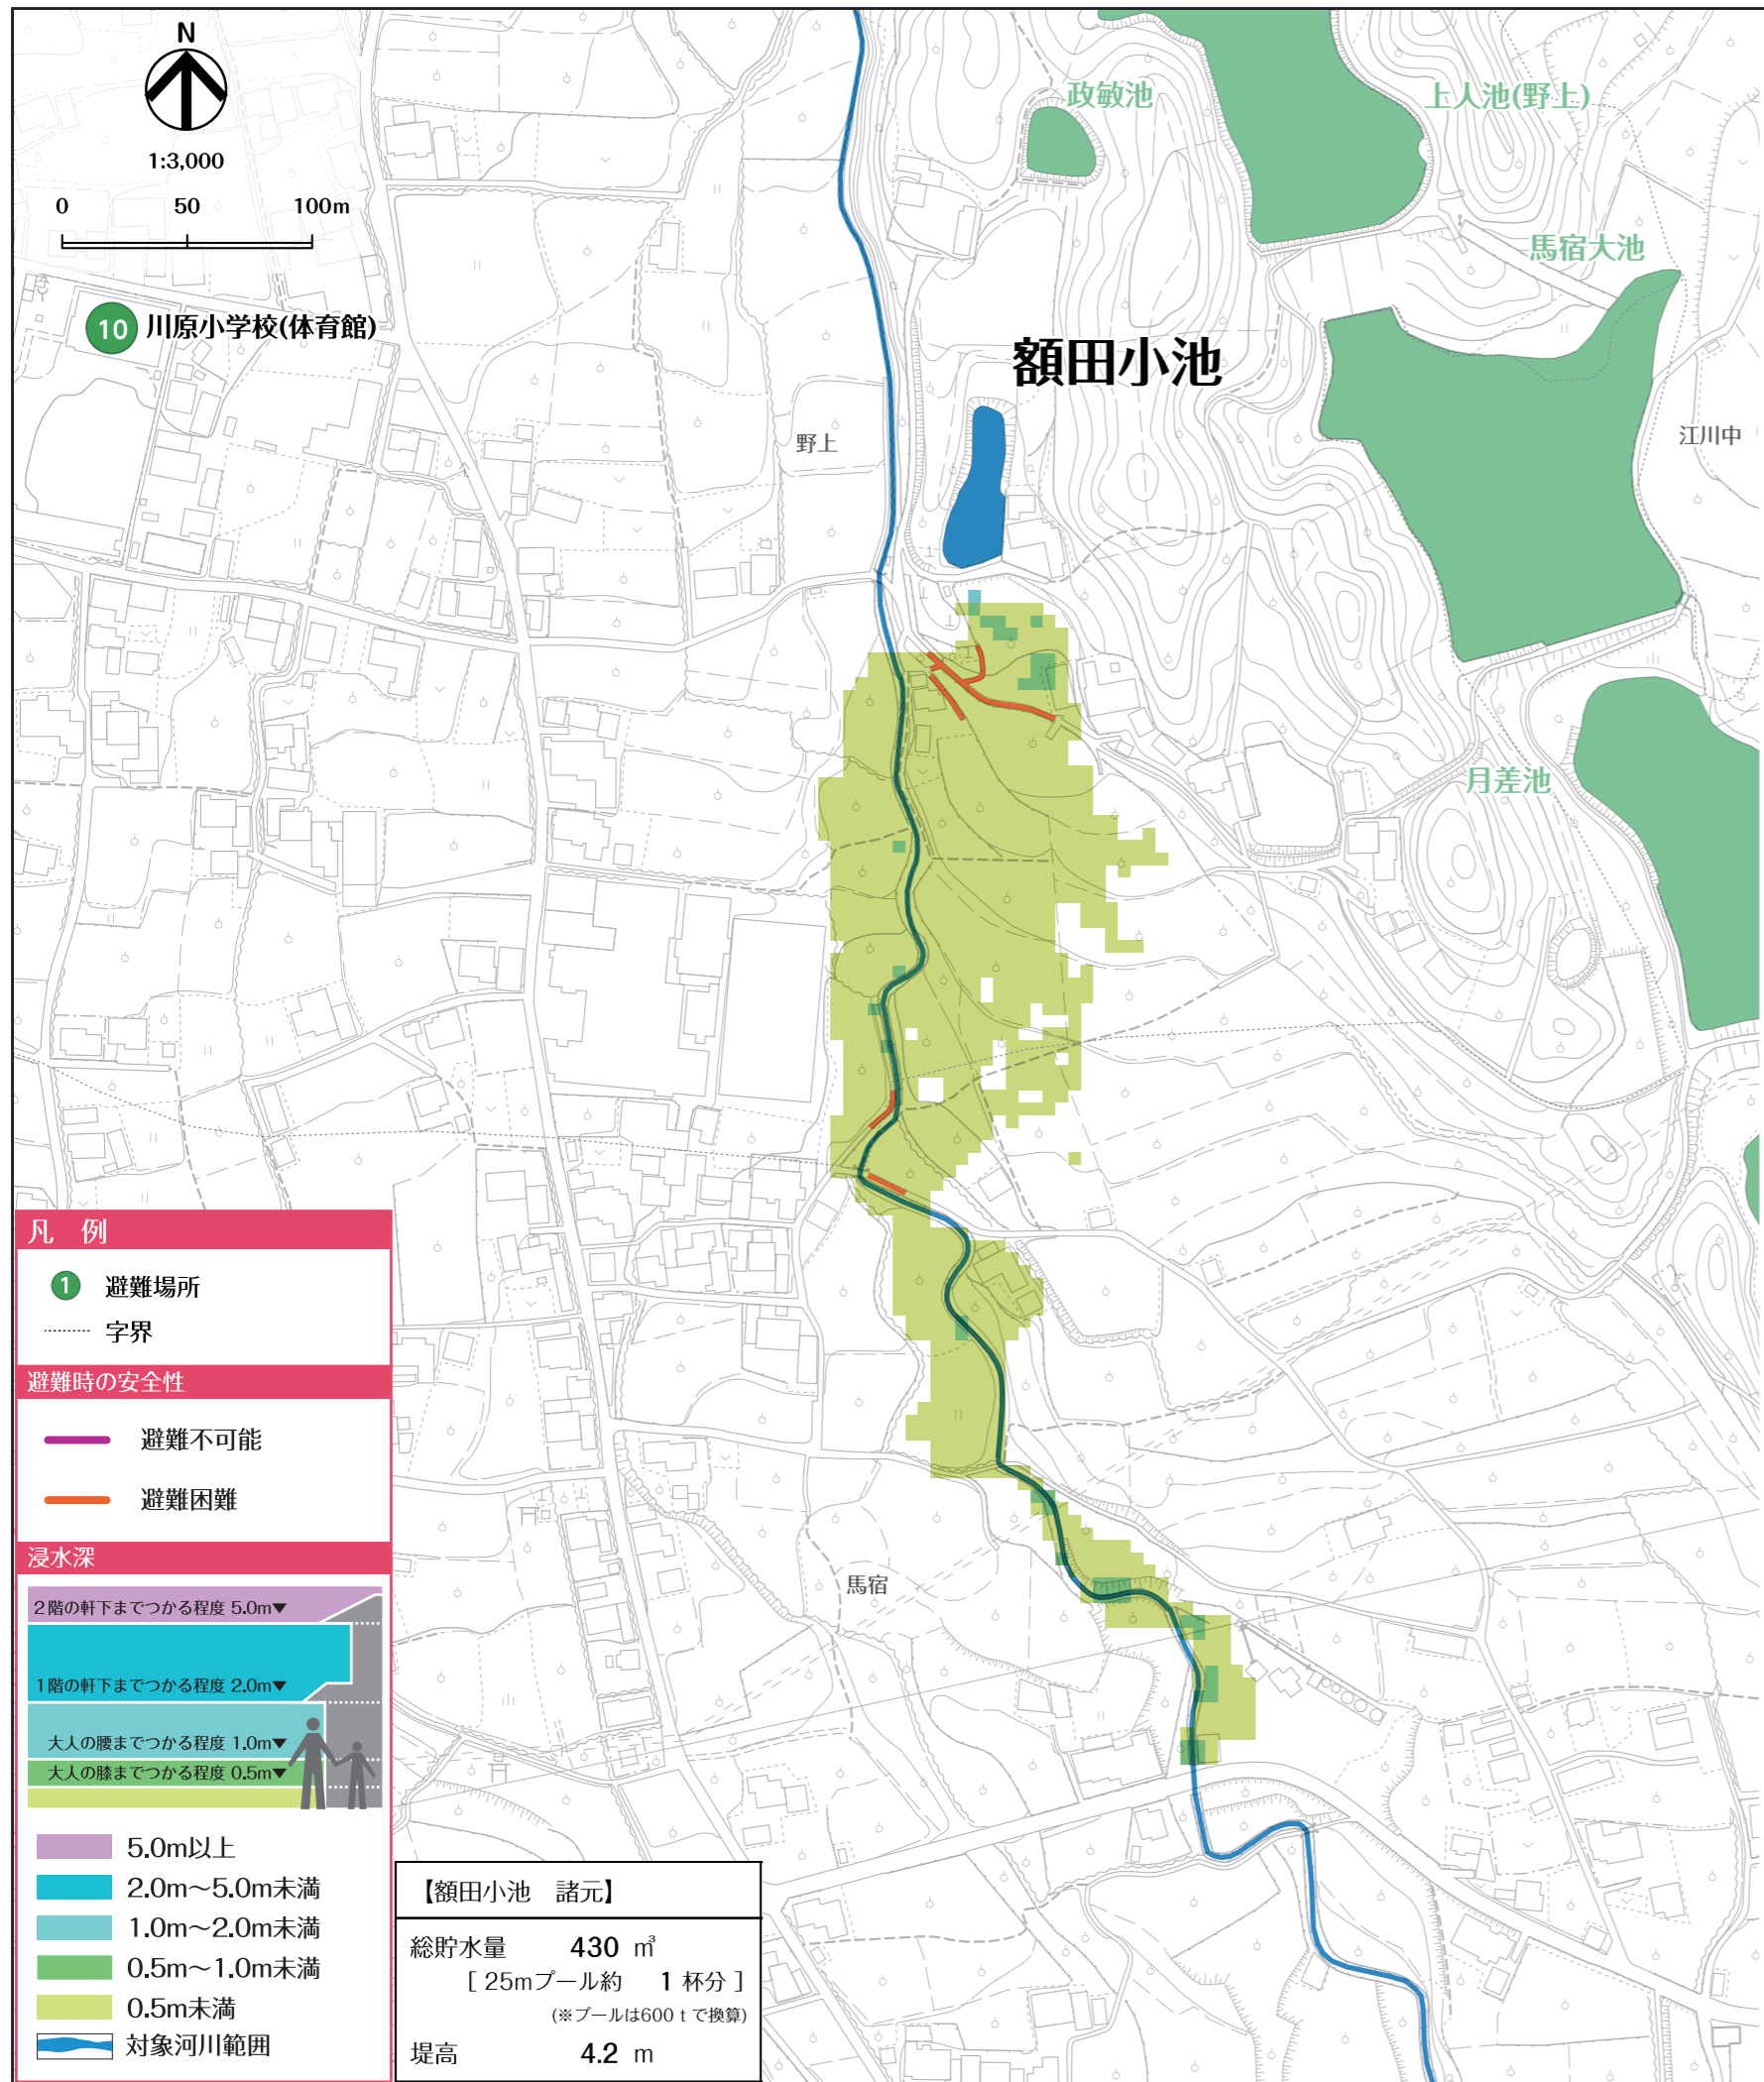 N
1:3,000
0 50 100m
政敏池
上人池(野上)
馬宿大池
10 川原小学校(体育館)
額田小池
野上
江川中
月差池
馬宿
凡 例
1 避難場所
字界
避難時の安全性
避難不可能
避難困難
浸水深
2階の軒下までつかる程度 5.0m▼
1階の軒下までつかる程度 2.0m▼
大人の腰までつかる程度 1.0m▼
大人の膝までつかる程度 0.5m▼
5.0m以上
2.0m～5.0m未満
1.0m～2.0m未満
0.5m～1.0m未満
0.5m未満
対象河川範囲
【額田小池 諸元】
総貯水量 430 ㎥
[ 25mプール約 1 杯分 ]
(※プールは600 t で換算)
堤高 4.2 m